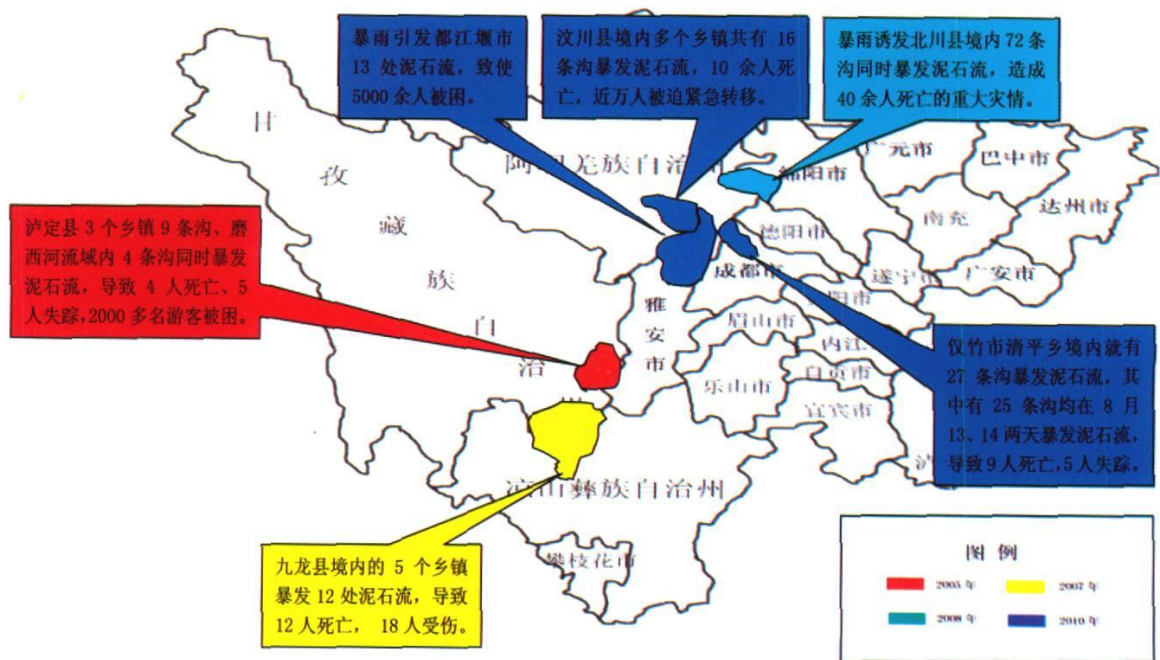 暴雨引发都江堰市
13 处泥石流，致使
5000 余人被困。
汶川县境内多个乡镇共有 16
条沟暴发泥石流，10 余人死
亡，近万人被迫紧急转移。
暴雨诱发北川县境内 72 条
沟同时暴发泥石流，造成
40 余人死亡的重大灾情。
泸定县 3 个乡镇 9 条沟、磨
西河流域内 4 条沟同时暴发
泥石流，导致 4 人死亡、5
人失踪，2000 多名游客被困。
仅竹市清平乡境内就有
27 条沟暴发泥石流，其
中有 25 条沟均在 8 月
13、14 两天暴发泥石流，
导致 9 人死亡，5 人失踪。
九龙县境内的 5 个乡镇
暴发 12 处泥石流，导致
12 人死亡， 18 人受伤。
甘
孜
藏
族
自
治
州
族自治
绵阳市
广元市
巴中市
达州市
南充
德阳市
成都市
遂宁市
广安市
阳市
雅
安
市
眉山市
内江
自贡市
乐山市
宜宾市
凉山彝族自治州
攀枝花市
图 例
2005 年
2007 年
2008 年
2010 年